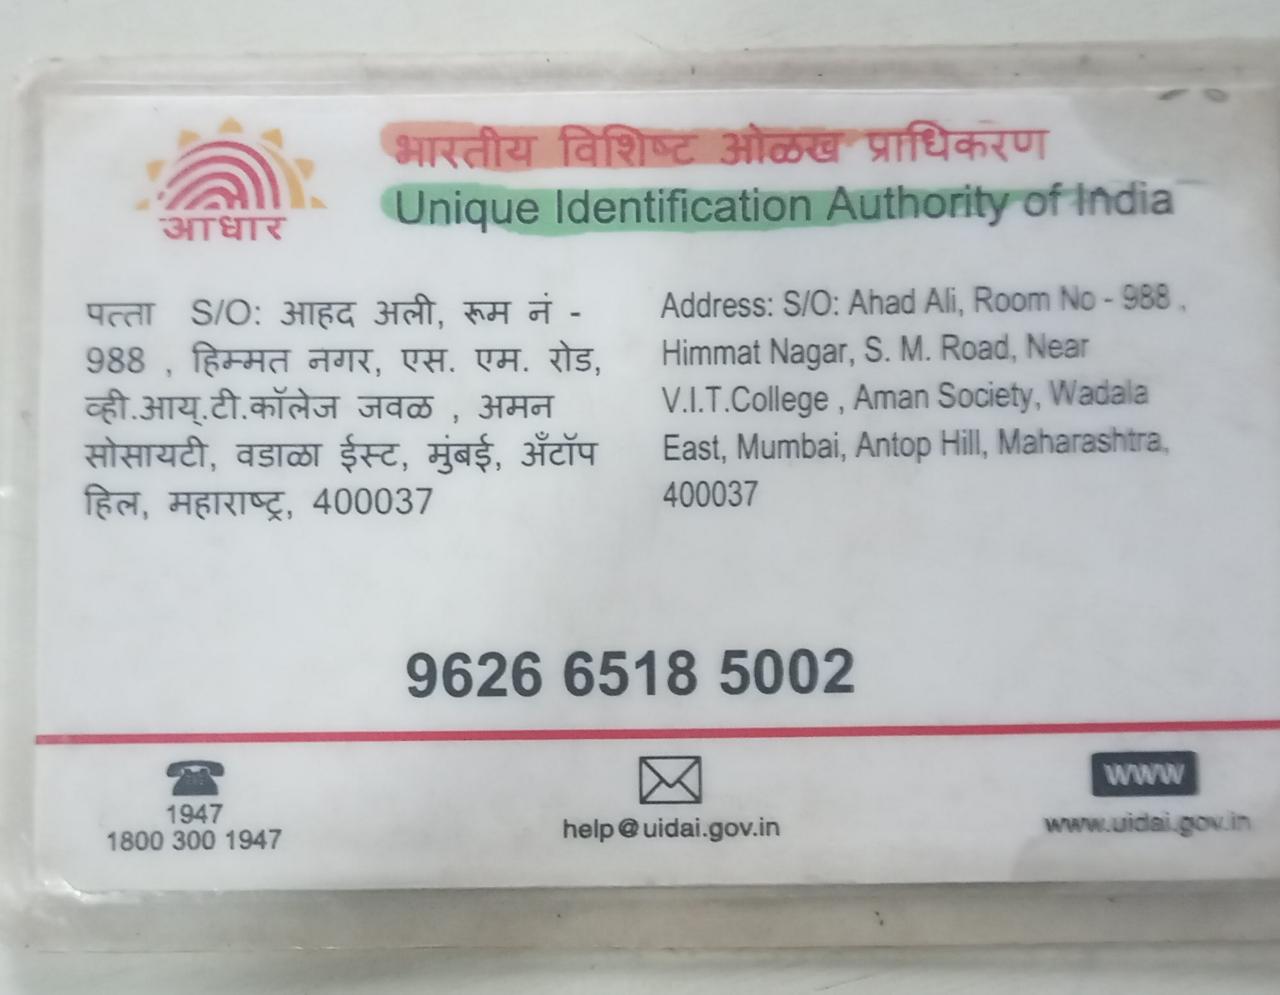 भारतीय विशिष्ट ओळख प्राधिकरण
Unique Identification Authority of India
आधार
पत्ता S/O: आहद अली, रूम नं -
988 , हिम्मत नगर, एस. एम. रोड,
व्ही.आय्.टी.कॉलेज जवळ , अमन
सोसायटी, वडाळा ईस्ट, मुंबई, अँटॉप
हिल, महाराष्ट्र, 400037
Address: S/O: Ahad Ali, Room No - 988 ,
Himmat Nagar, S. M. Road, Near
V.I.T.College , Aman Society, Wadala
East, Mumbai, Antop Hill, Maharashtra,
400037
9626 6518 5002
1947
1800 300 1947
help@uidai.gov.in
www
www.uidai.gov.in